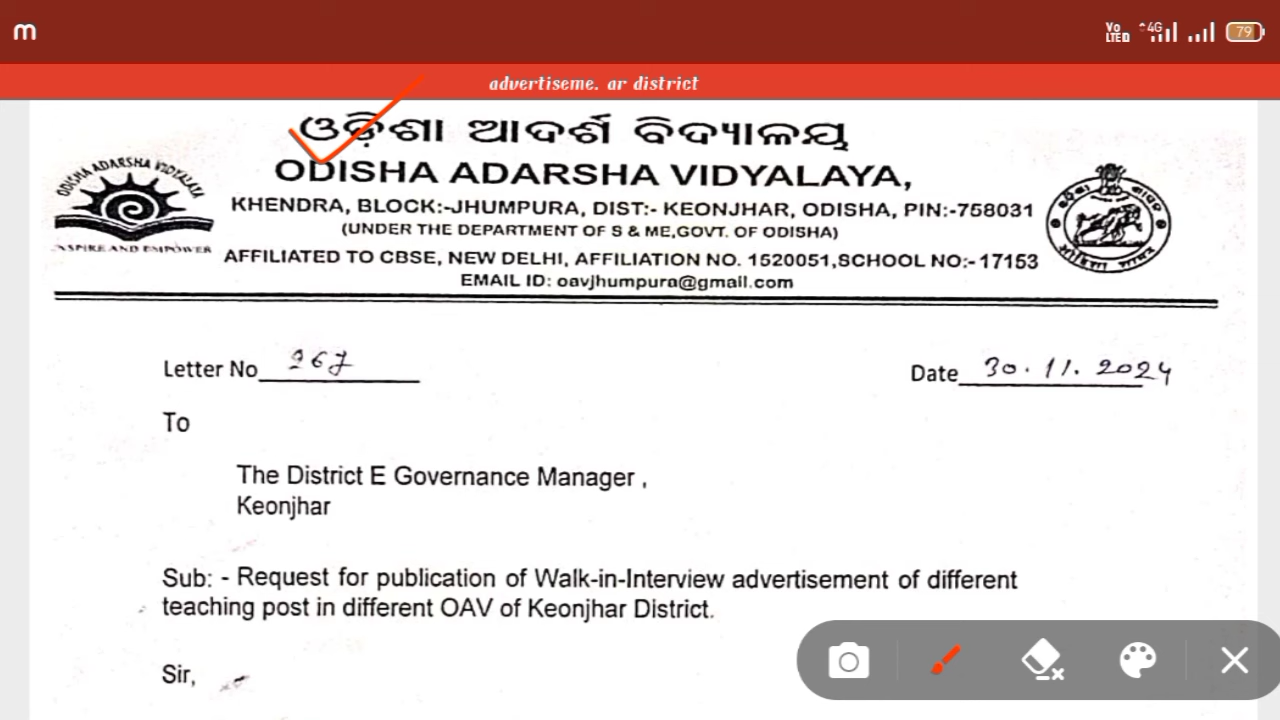 m
Vo LTE D 4G 79
advertiseme. ar district
ଓଡ଼ିଶା ଆଦର୍ଶ ବିଦ୍ୟାଳୟ
ODISHA ADARSHA VIDYALAYA,
ODISHA ADARSHA VIDYALAYA
INSPIRE AND EMPOWER
KHENDRA, BLOCK:-JHUMPURA, DIST:- KEONJHAR, ODISHA, PIN:-758031
(UNDER THE DEPARTMENT OF S & ME,GOVT. OF ODISHA)
AFFILIATED TO CBSE, NEW DELHI, AFFILIATION NO. 1520051,SCHOOL NO:- 17153
EMAIL ID: oavjhumpura@gmail.com
Letter No 267
Date 30.11.2024
To
The District E Governance Manager ,
Keonjhar
Sub: - Request for publication of Walk-in-Interview advertisement of different
teaching post in different OAV of Keonjhar District.
Sir,